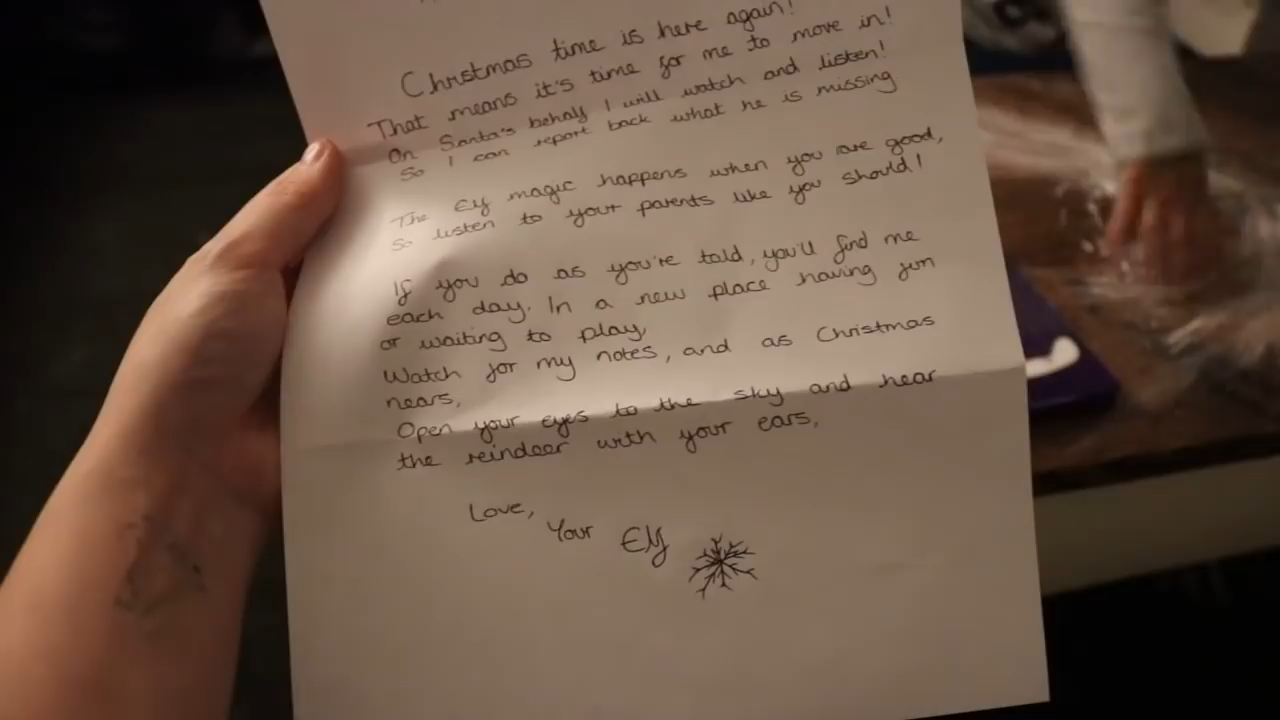 Christmas time is here again!
That means it's time for me to move in!
On Santa's behalf I will watch and listen!
So I can report back what he is missing
The Elf magic happens when you are good,
So listen to your parents like you should!
If you do as you're told, you'll find me
each day. In a new place having fun
or waiting to play,
Watch for my notes, and as Christmas
nears,
Open your eyes to the sky and hear
the reindeer with your ears,
Love,
Your Elf